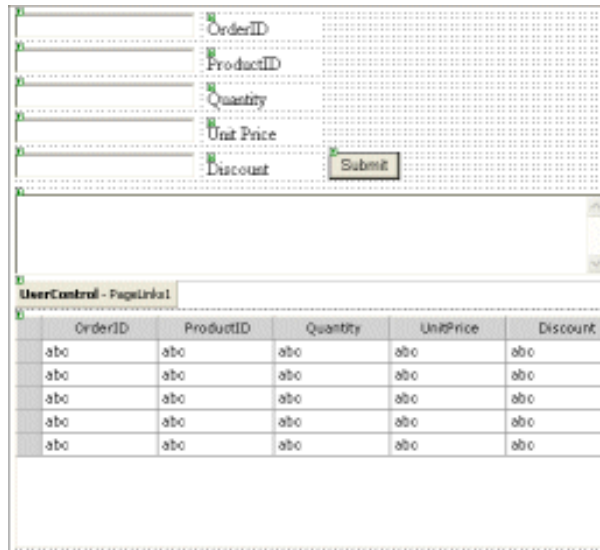 OrderID
ProductID
Quantity
Unit Price
Discount Submit
UserControl - PageLinks1
OrderID ProductID Quantity UnitPrice Discount
abc abc abc abc abc
abc abc abc abc abc
abc abc abc abc abc
abc abc abc abc abc
abc abc abc abc abc